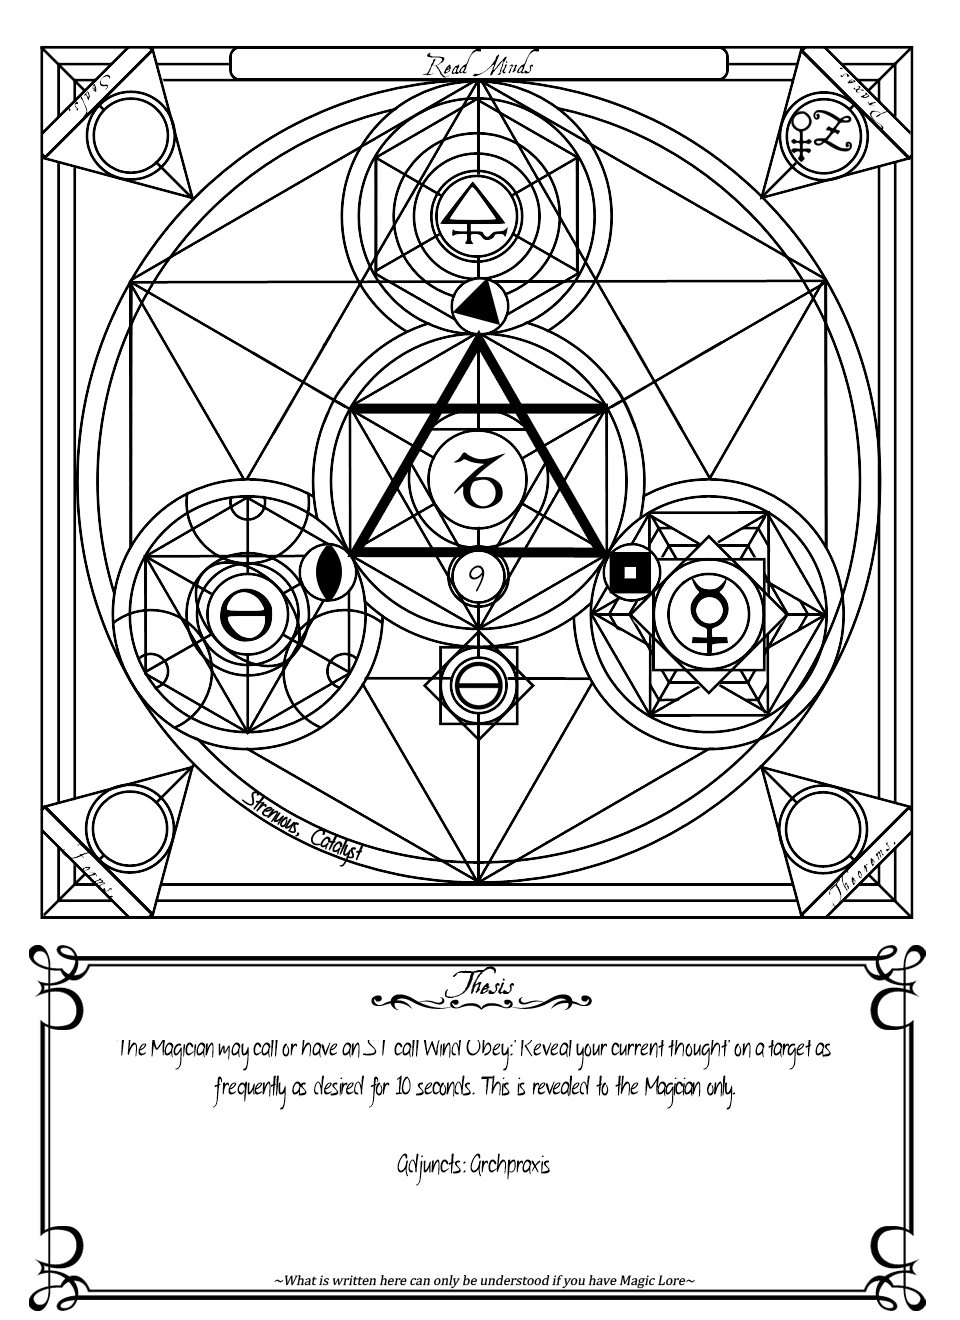 Read Minds
Seals.
Praxes.
9
Strenuous, Catalyst
Forms.
Theorems.
Thesis
The Magician may call or have an ST call Wind Obey: 'Reveal your current thought' on a target as
frequently as desired for 10 seconds. This is revealed to the Magician only.
Adjuncts: Archpraxis
~What is written here can only be understood if you have Magic Lore~